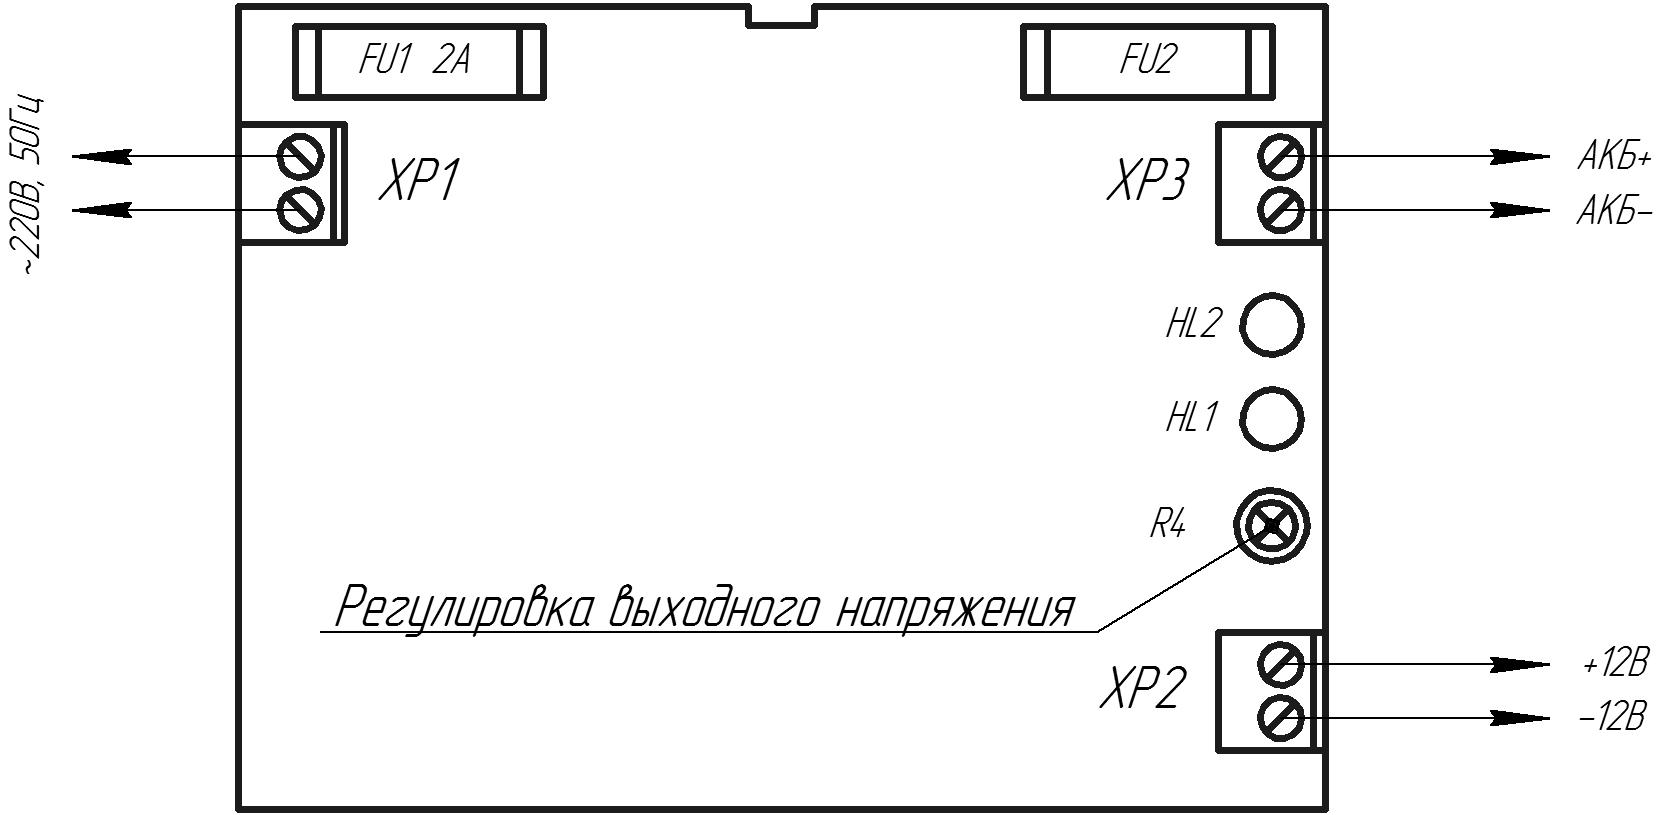 FU1 2A
FU2
~220В, 50Гц
XP1
XP3
АКБ+
АКБ-
HL2
HL1
R4
Регулировка выходного напряжения
XP2
+12В
-12В